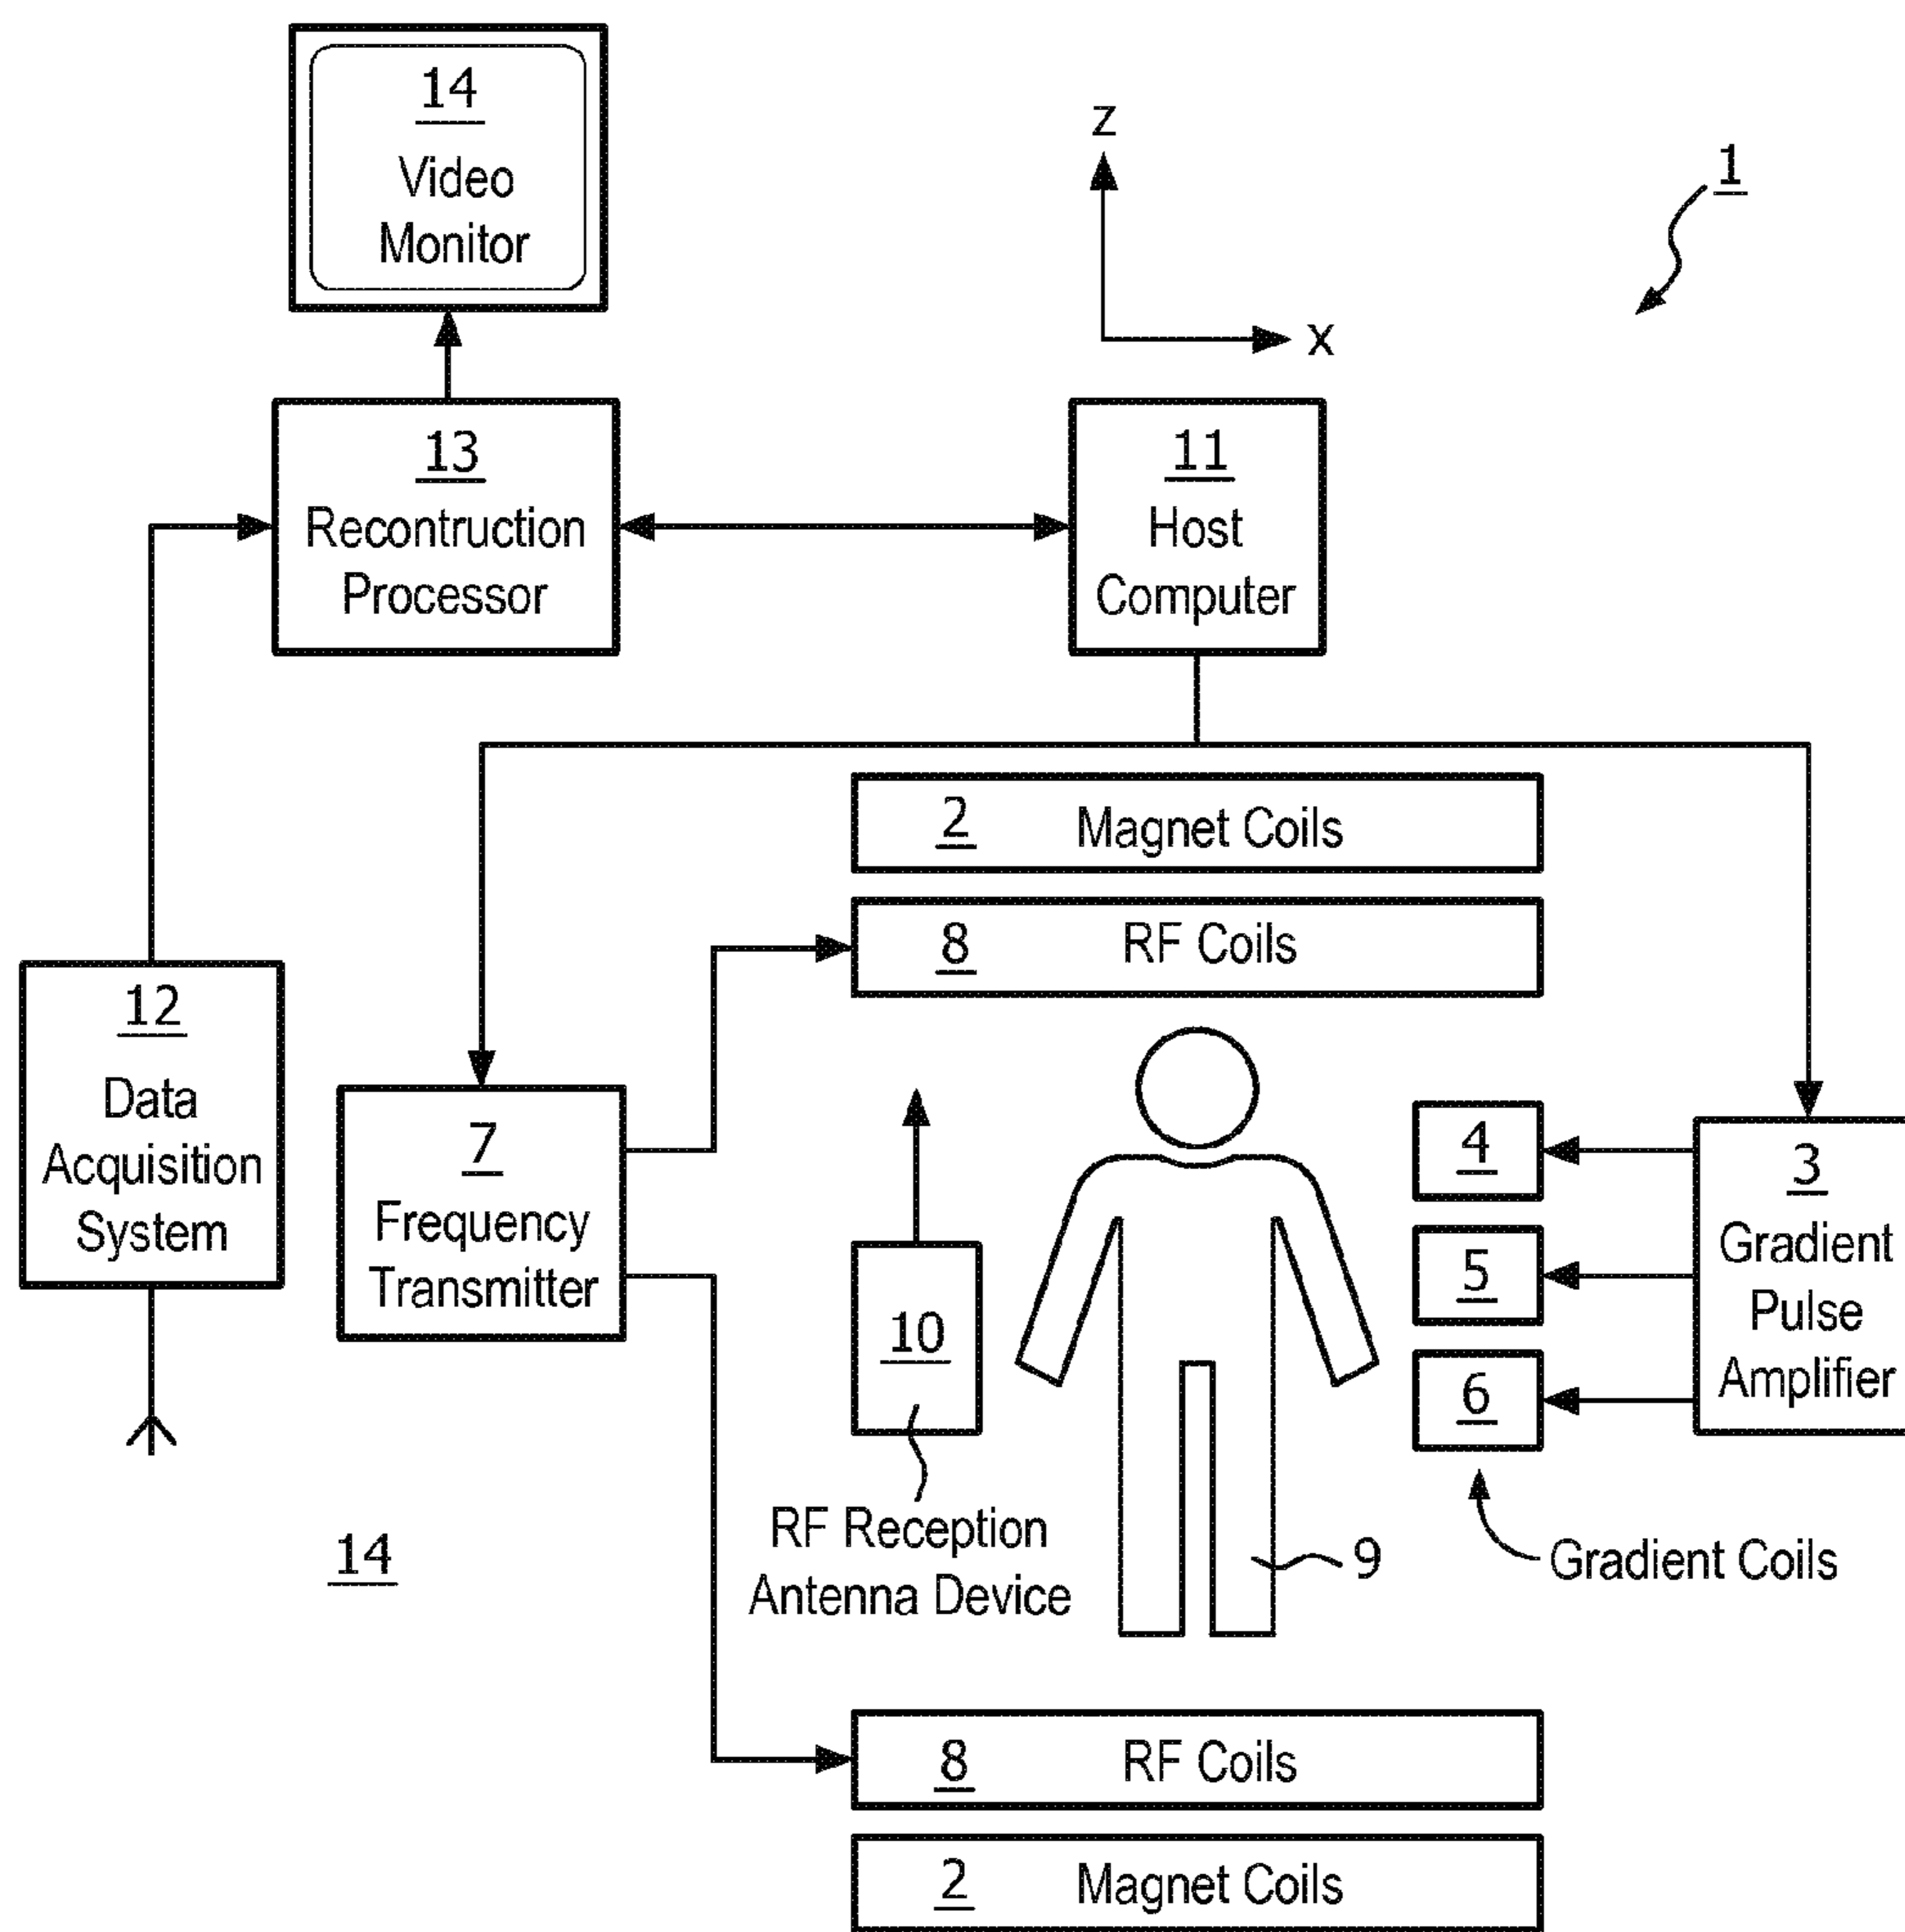 14
Video
Monitor
z
x
1
13
Recontruction
Processor
11
Host
Computer
2 Magnet Coils
8 RF Coils
12
Data
Acquisition
System
7
Frequency
Transmitter
10
RF Reception
Antenna Device
9
4
5
6
Gradient Coils
3
Gradient
Pulse
Amplifier
14
8 RF Coils
2 Magnet Coils